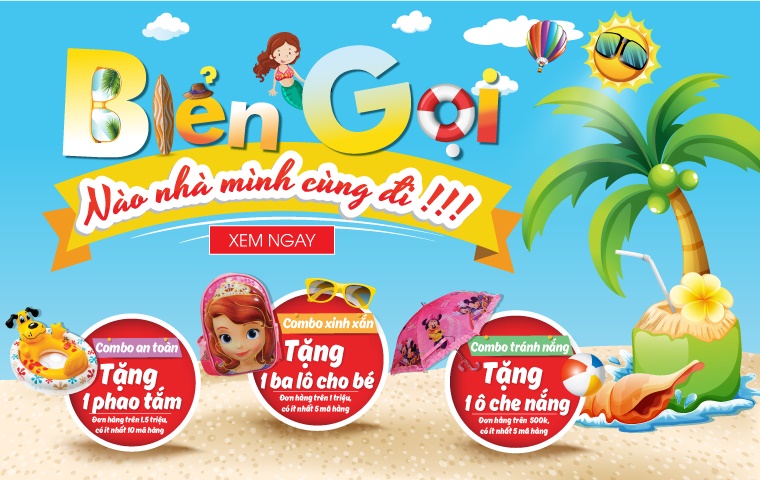 Biển Gọi
Nào nhà mình cùng đi !!!
XEM NGAY
Combo an toàn
Tặng
1 phao tắm
Đơn hàng trên 1.5 triệu,
có ít nhất 10 mã hàng
Combo xinh xắn
Tặng
1 ba lô cho bé
Đơn hàng trên 1 triệu,
có ít nhất 5 mã hàng
Combo tránh nắng
Tặng
1 ô che nắng
Đơn hàng trên 500k,
có ít nhất 5 mã hàng